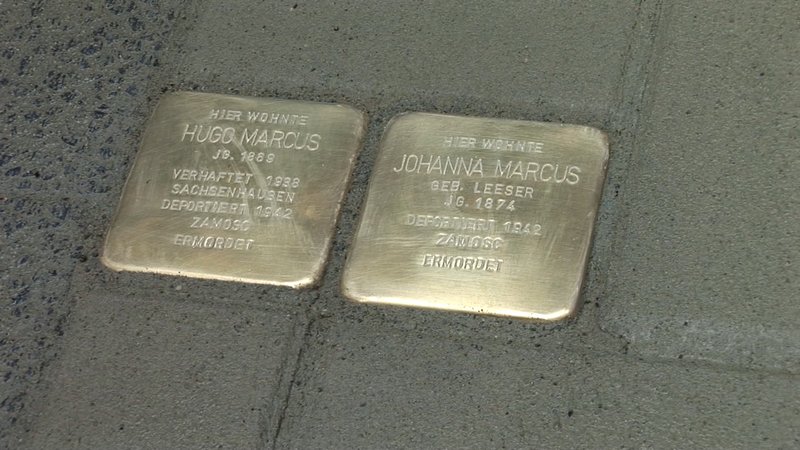 HIER WOHNTE
HUGO MARCUS
JG. 1869
VERHAFTET 1938
SACHSENHAUSEN
DEPORTIERT 1942
ZAMOSC
ERMORDET
HIER WOHNTE
JOHANNA MARCUS
GEB. LEESER
JG. 1874
DEPORTIERT 1942
ZAMOSC
ERMORDET